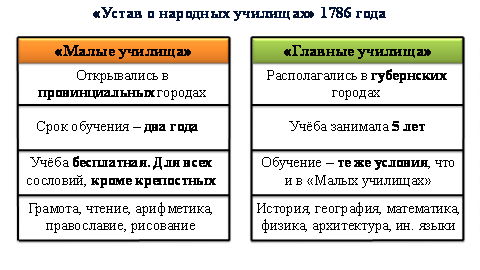 «Устав о народных училищах» 1786 года
«Малые училища»
Открывались в
провинциальных городах
Срок обучения – два года
Учёба бесплатная. Для всех
сословий, кроме крепостных
Грамота, чтение, арифметика,
православие, рисование
«Главные училища»
Располагались в губернских
городах
Учёба занимала 5 лет
Обучение – те же условия, что
и в «Малых училищах»
История, география, математика,
физика, архитектура, ин. языки